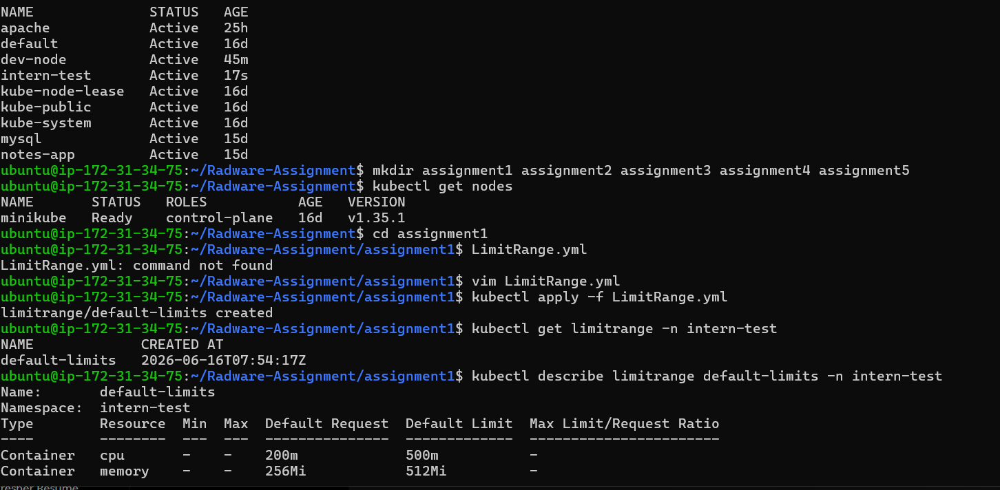 NAME              STATUS   AGE
apache            Active   25h
default           Active   16d
dev-node          Active   45m
intern-test       Active   17s
kube-node-lease   Active   16d
kube-public       Active   16d
kube-system       Active   16d
mysql             Active   15d
notes-app         Active   15d
ubuntu@ip-172-31-34-75:~/Radware-Assignment$ mkdir assignment1 assignment2 assignment3 assignment4 assignment5
ubuntu@ip-172-31-34-75:~/Radware-Assignment$ kubectl get nodes
NAME       STATUS   ROLES           AGE   VERSION
minikube   Ready    control-plane   16d   v1.35.1
ubuntu@ip-172-31-34-75:~/Radware-Assignment$ cd assignment1
ubuntu@ip-172-31-34-75:~/Radware-Assignment/assignment1$ LimitRange.yml
LimitRange.yml: command not found
ubuntu@ip-172-31-34-75:~/Radware-Assignment/assignment1$ vim LimitRange.yml
ubuntu@ip-172-31-34-75:~/Radware-Assignment/assignment1$ kubectl apply -f LimitRange.yml
limitrange/default-limits created
ubuntu@ip-172-31-34-75:~/Radware-Assignment/assignment1$ kubectl get limitrange -n intern-test
NAME             CREATED AT
default-limits   2026-06-16T07:54:17Z
ubuntu@ip-172-31-34-75:~/Radware-Assignment/assignment1$ kubectl describe limitrange default-limits -n intern-test
Name:       default-limits
Namespace:  intern-test
Type        Resource  Min  Max  Default Request  Default Limit  Max Limit/Request Ratio
----        --------  ---  ---  ---------------  -------------  -----------------------
Container   cpu       -    -    200m             500m           -
Container   memory    -    -    256Mi            512Mi          -
Resume